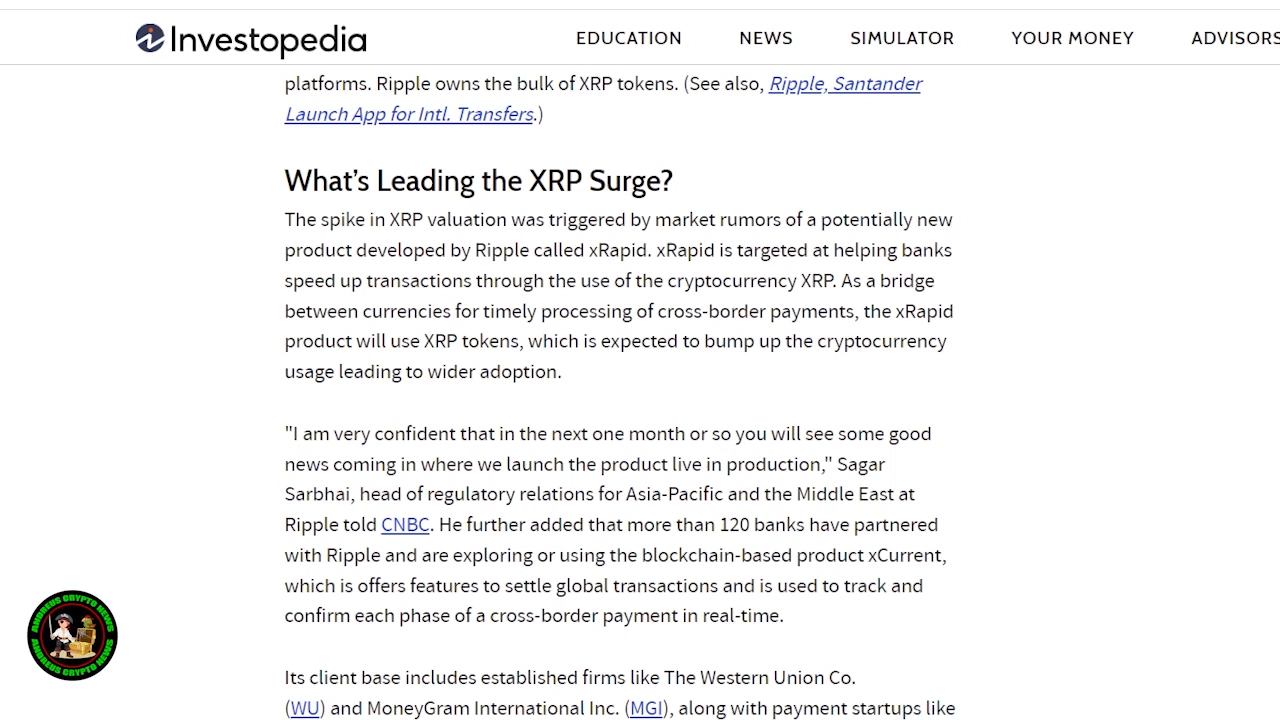 Investopedia EDUCATION NEWS SIMULATOR YOUR MONEY ADVISORS
platforms. Ripple owns the bulk of XRP tokens. (See also, Ripple, Santander
Launch App for Intl. Transfers.)
What's Leading the XRP Surge?
The spike in XRP valuation was triggered by market rumors of a potentially new
product developed by Ripple called xRapid. xRapid is targeted at helping banks
speed up transactions through the use of the cryptocurrency XRP. As a bridge
between currencies for timely processing of cross-border payments, the xRapid
product will use XRP tokens, which is expected to bump up the cryptocurrency
usage leading to wider adoption.
"I am very confident that in the next one month or so you will see some good
news coming in where we launch the product live in production," Sagar
Sarbhai, head of regulatory relations for Asia-Pacific and the Middle East at
Ripple told CNBC. He further added that more than 120 banks have partnered
with Ripple and are exploring or using the blockchain-based product xCurrent,
which is offers features to settle global transactions and is used to track and
confirm each phase of a cross-border payment in real-time.
Its client base includes established firms like The Western Union Co.
(WU) and MoneyGram International Inc. (MGI), along with payment startups like
ANDREUS CRYPTO NEWS
ANDREUS CRYPTO NEWS